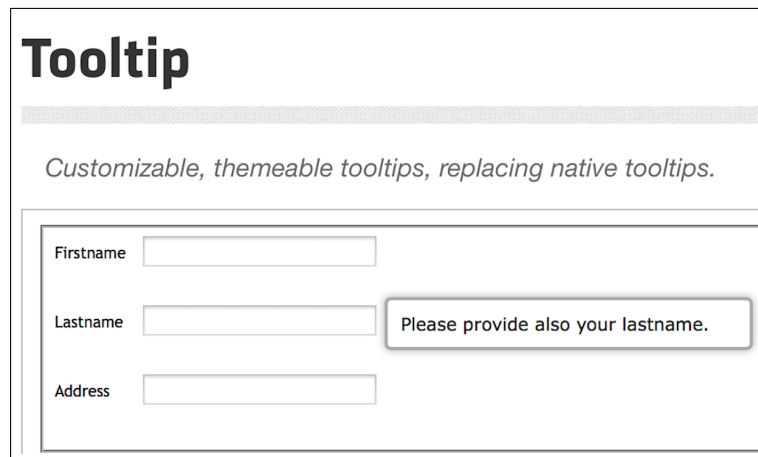 Tooltip
Customizable, themeable tooltips, replacing native tooltips.
Firstname
Lastname
Please provide also your lastname.
Address